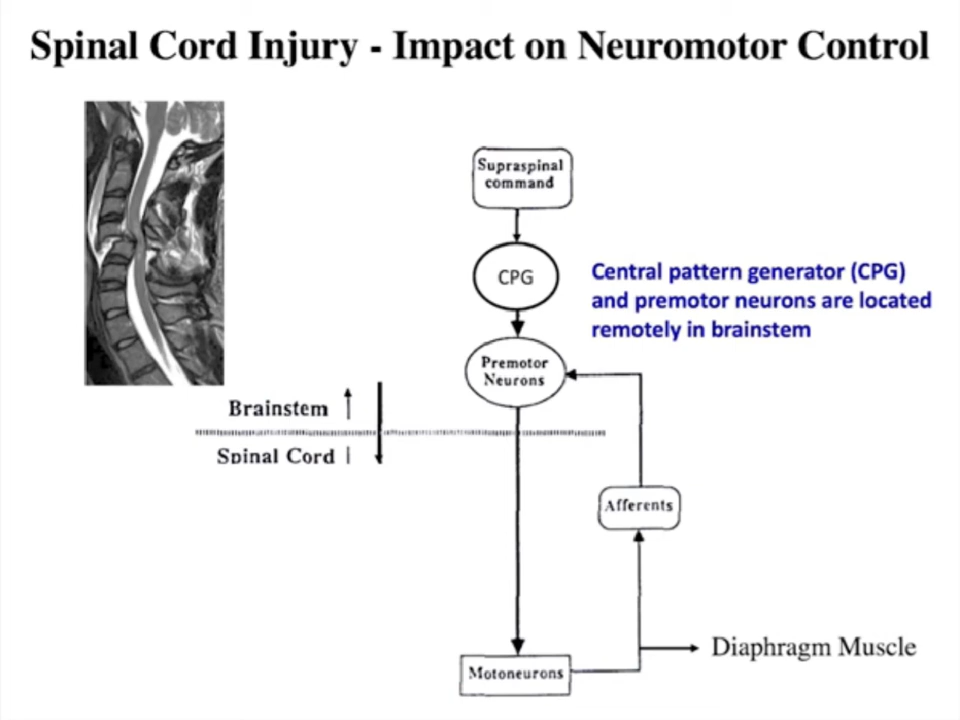 Spinal Cord Injury - Impact on Neuromotor Control
Supraspinal
command
CPG
Central pattern generator (CPG)
and premotor neurons are located
remotely in brainstem
Premotor
Neurons
Brainstem
Spinal Cord
Afferents
Diaphragm Muscle
Motoneurons